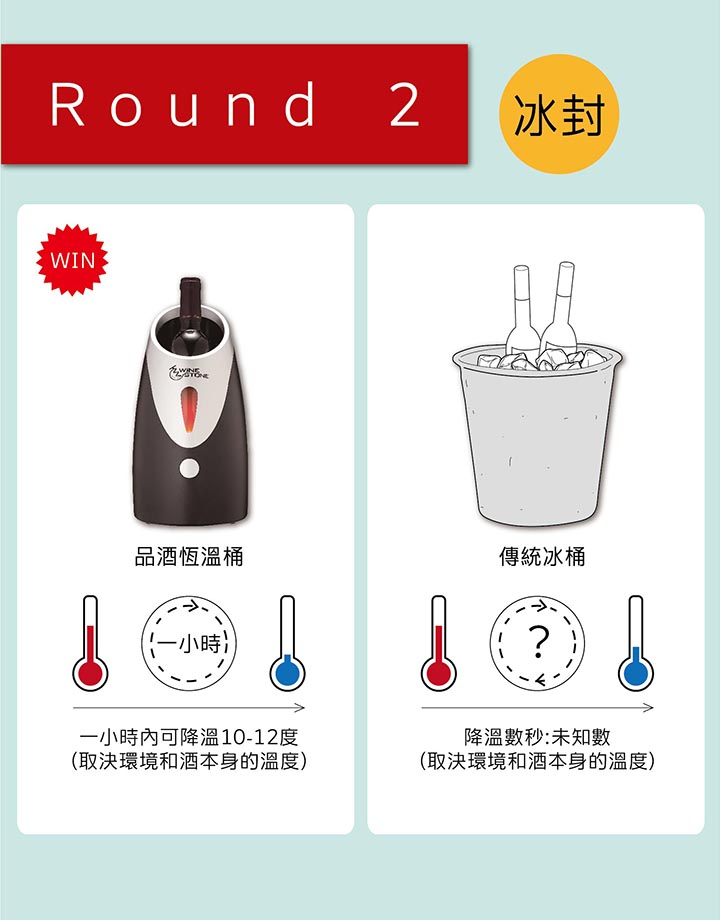 Round 2
冰封
WIN
WINE
STONE
品酒恆溫桶
一小時
一小時內可降溫10-12度
(取決環境和酒本身的溫度)
傳統冰桶
?
降溫數秒:未知數
(取決環境和酒本身的溫度)